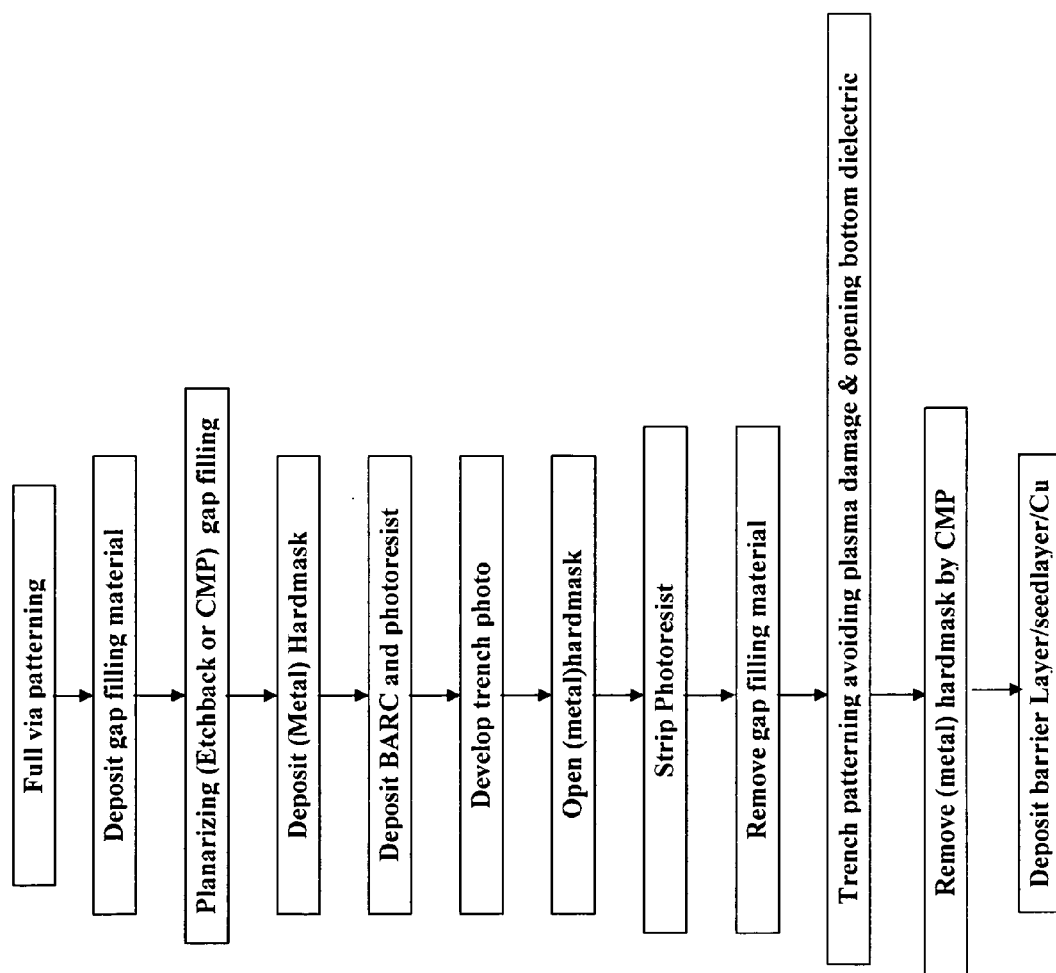 Full via patterning
Deposit gap filling material
Planarizing (Etchback or CMP) gap filling
Deposit (Metal) Hardmask
Deposit BARC and photoresist
Develop trench photo
Open (metal)hardmask
Strip Photoresist
Remove gap filling material
Trench patterning avoiding plasma damage & opening bottom dielectric
Remove (metal) hardmask by CMP
Deposit barrier Layer/seedlayer/Cu